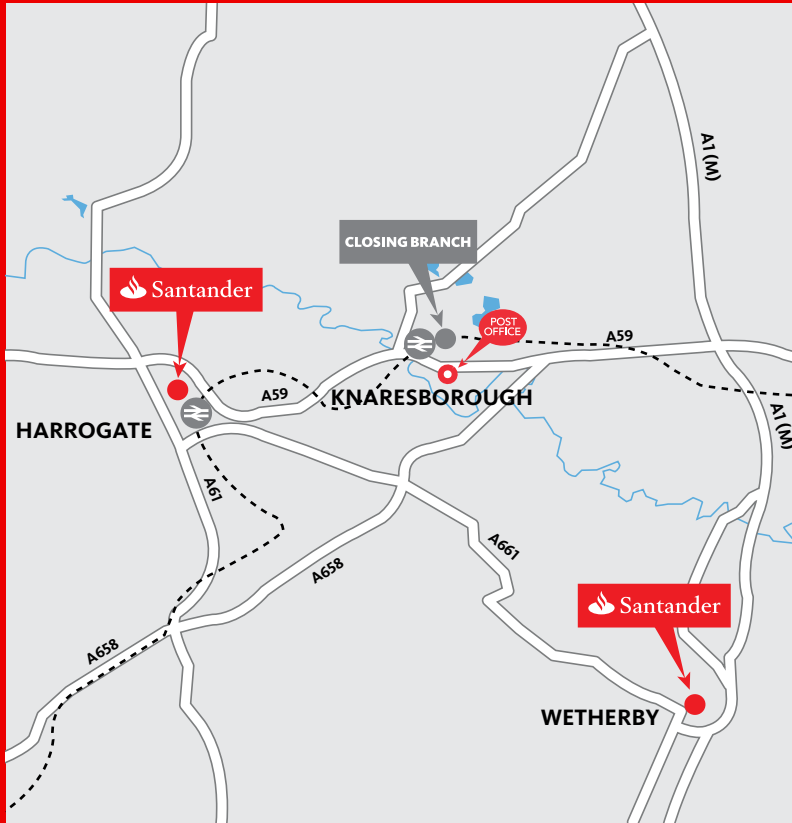 A1 (M)
CLOSING BRANCH
Santander
POST
OFFICE
A59
A59
KNARESBOROUGH
HARROGATE
A1 (M)
A61
A661
A658
Santander
A658
WETHERBY